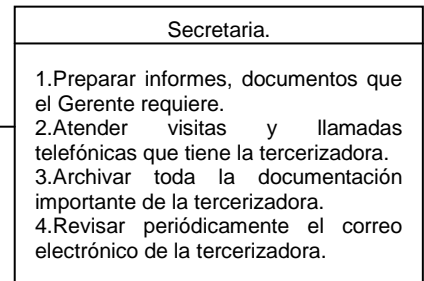 Secretaria.
1.Preparar informes, documentos que
el Gerente requiere.
2.Atender visitas y llamadas
telefónicas que tiene la tercerizadora.
3.Archivar toda la documentación
importante de la tercerizadora.
4.Revisar periódicamente el correo
electrónico de la tercerizadora.